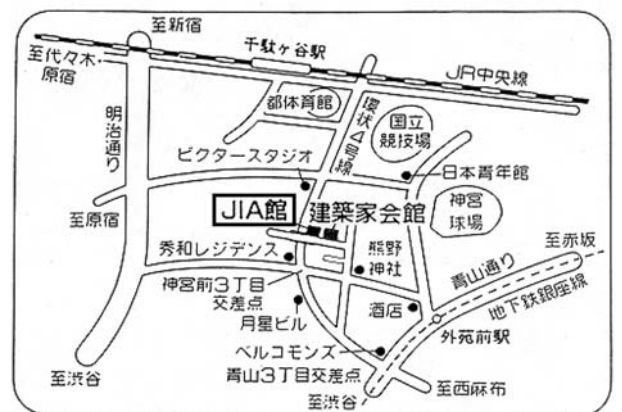 至新宿
千駄ヶ谷駅
至代々木・
原宿
JR中央線
都体育館
環状4号線
国立
競技場
明治通り
ビクタースタジオ
日本青年館
JIA館
建築家会館
神宮
球場
至原宿
秀和レジデンス
熊野
神社
至赤坂
青山通り
神宮前3丁目
交差点
地下鉄銀座線
酒店
月星ビル
外苑前駅
ベルコモンズ
青山3丁目交差点
至渋谷
至西麻布
至渋谷